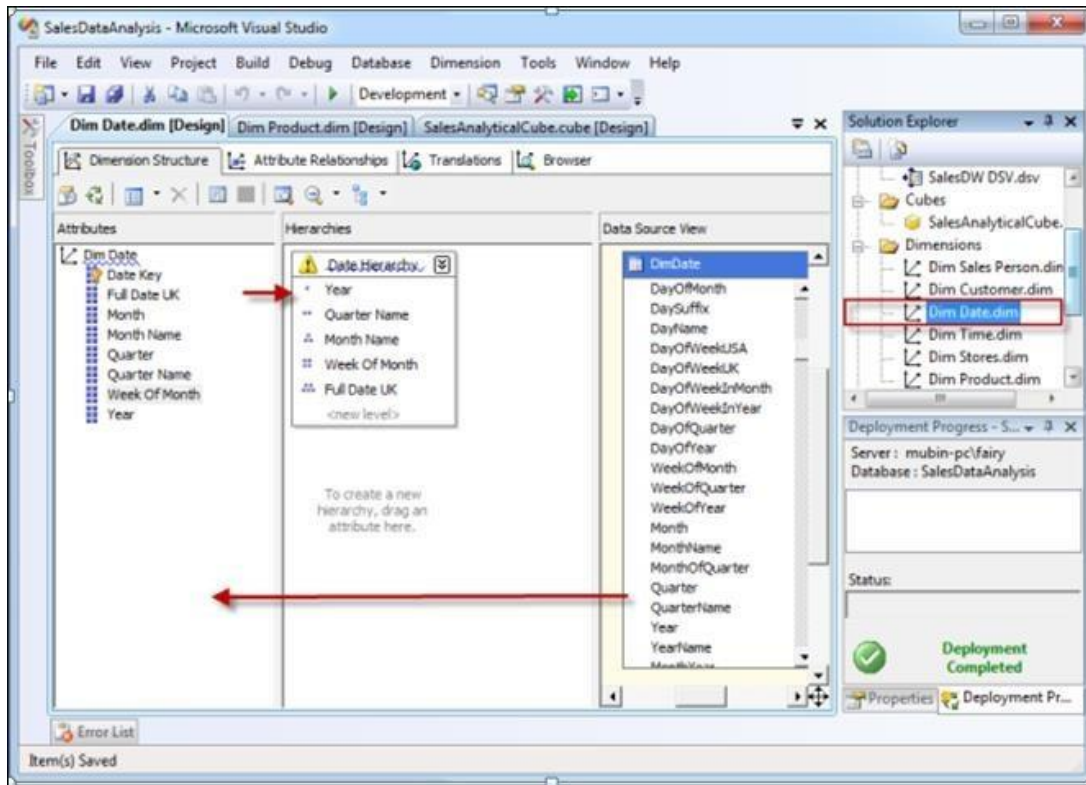 SalesDataAnalysis - Microsoft Visual Studio
File Edit View Project Build Debug Database Dimension Tools Window Help
Development
Toolbox
Dim Date.dim [Design] Dim Product.dim [Design] SalesAnalyticalCube.cube [Design]
Dimension Structure Attribute Relationships Translations Browser
Attributes
Dim Date
Date Key
Full Date UK
Month
Month Name
Quarter
Quarter Name
Week Of Month
Year
Hierarchies
Date Hierarchy
Year
Quarter Name
Month Name
Week Of Month
Full Date UK
<new level>
To create a new
hierarchy, drag an
attribute here.
Data Source View
DimDate
DayOfMonth
DaySuffix
DayName
DayOfWeekUSA
DayOfWeekUK
DayOfWeekInMonth
DayOfWeekInYear
DayOfQuarter
DayOfYear
WeekOfMonth
WeekOfQuarter
WeekOfYear
Month
MonthName
MonthOfQuarter
Quarter
QuarterName
Year
YearName
MonthYear
Solution Explorer
SalesDW DSV.dsv
Cubes
SalesAnalyticalCube.
Dimensions
Dim Sales Person.din
Dim Customer.dim
Dim Date.dim
Dim Time.dim
Dim Stores.dim
Dim Product.dim
Deployment Progress - S...
Server : mubin-pc\fairy
Database : SalesDataAnalysis
Status:
Deployment
Completed
Properties Deployment Pr...
Error List
Item(s) Saved